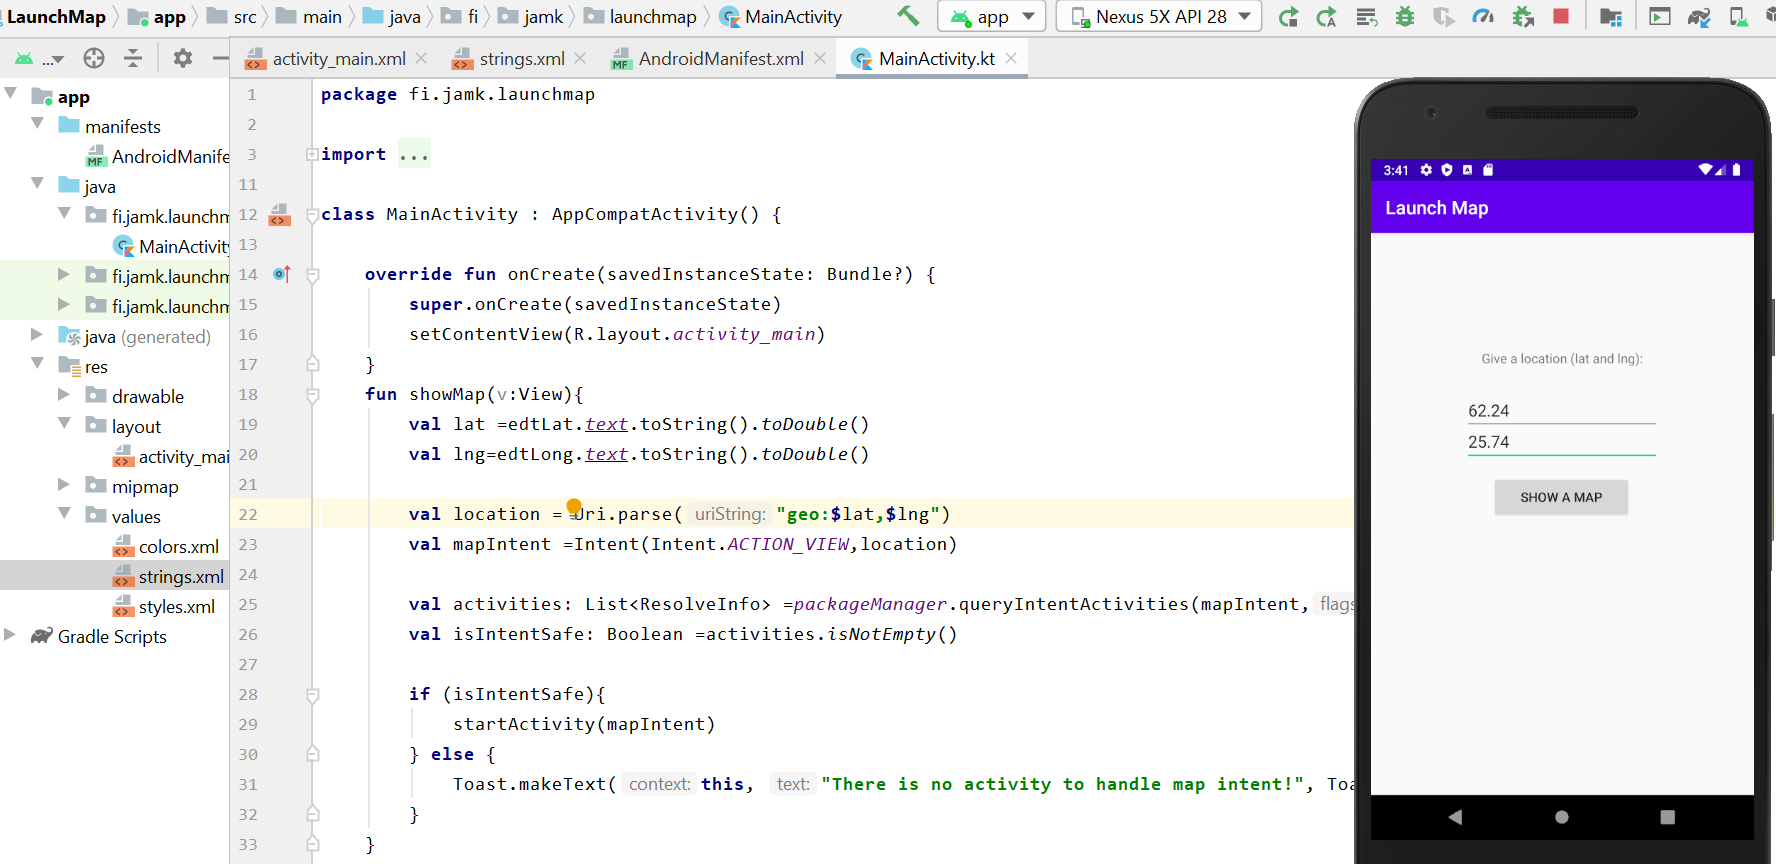 LaunchMap app src main java fi jamk launchmap MainActivity app Nexus 5X API 28
... activity_main.xml strings.xml AndroidManifest.xml MainActivity.kt
app
manifests
AndroidManife
java
fi.jamk.launchm
MainActivity
fi.jamk.launchm
fi.jamk.launchm
java (generated)
res
drawable
layout
activity_mai
mipmap
values
colors.xml
strings.xml
styles.xml
Gradle Scripts
1 package fi.jamk.launchmap
2
3 import ...
11
12 class MainActivity : AppCompatActivity() {
13
14 override fun onCreate(savedInstanceState: Bundle?) {
15 super.onCreate(savedInstanceState)
16 setContentView(R.layout.activity_main)
17 }
18 fun showMap(v:View){
19 val lat =edtLat.text.toString().toDouble()
20 val lng=edtLong.text.toString().toDouble()
21
22 val location =Uri.parse( uriString: "geo:$lat,$lng")
23 val mapIntent =Intent(Intent.ACTION_VIEW,location)
24
25 val activities: List<ResolveInfo> =packageManager.queryIntentActivities(mapIntent, flags
26 val isIntentSafe: Boolean =activities.isNotEmpty()
27
28 if (isIntentSafe){
29 startActivity(mapIntent)
30 } else {
31 Toast.makeText( context: this, text: "There is no activity to handle map intent!", Toa
32 }
33 }
3:41
Launch Map
Give a location (lat and lng):
62.24
25.74
SHOW A MAP